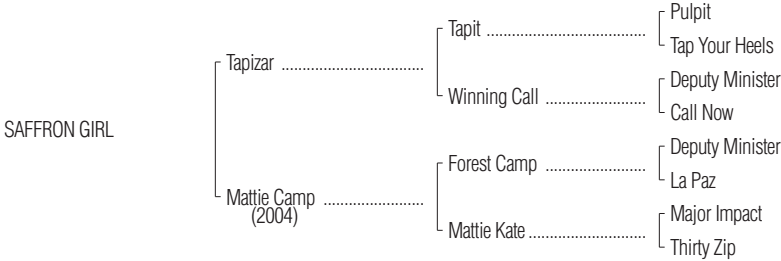 Pulpit
Tapit ..................................
Tap Your Heels
Tapizar .................................
Deputy Minister
Winning Call ..........................
Call Now
SAFFRON GIRL
Deputy Minister
Forest Camp ..........................
La Paz
Mattie Camp .......................
(2004)
Major Impact
Mattie Kate ..............................
Thirty Zip